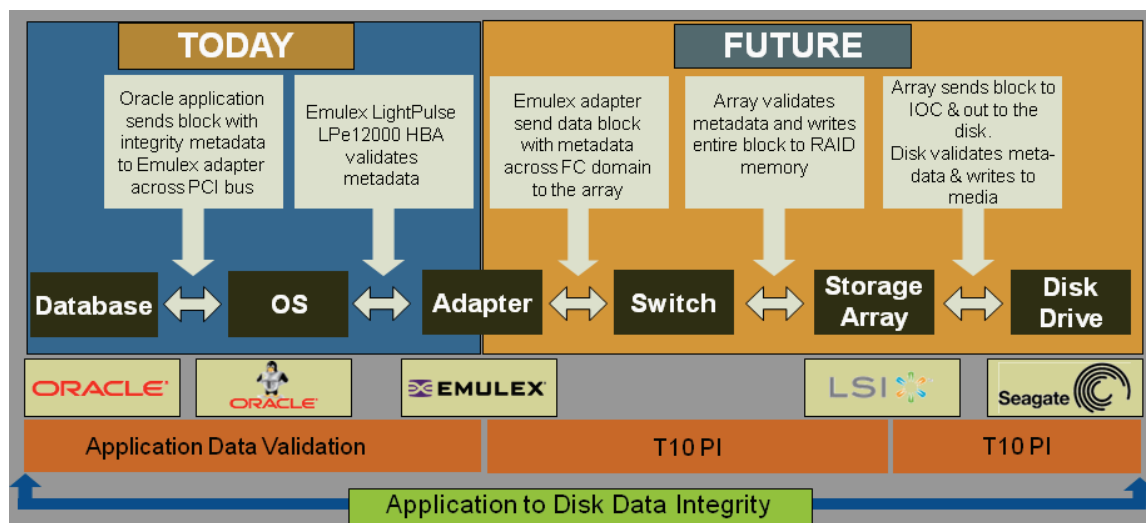 TODAY
FUTURE
Oracle application
sends block with
integrity metadata
to Emulex adapter
across PCI bus
Emulex LightPulse
LPe12000 HBA
validates
metadata
Emulex adapter
send data block
with metadata
across FC domain
to the array
Array validates
metadata and writes
entire block to RAID
memory
Array sends block to
IOC & out to the
disk.
Disk validates meta-
data & writes to
media
Database
OS
Adapter
Switch
Storage
Array
Disk
Drive
ORACLE®
ORACLE®
EMULEX®
LSI
Seagate
Application Data Validation
T10 PI
T10 PI
Application to Disk Data Integrity